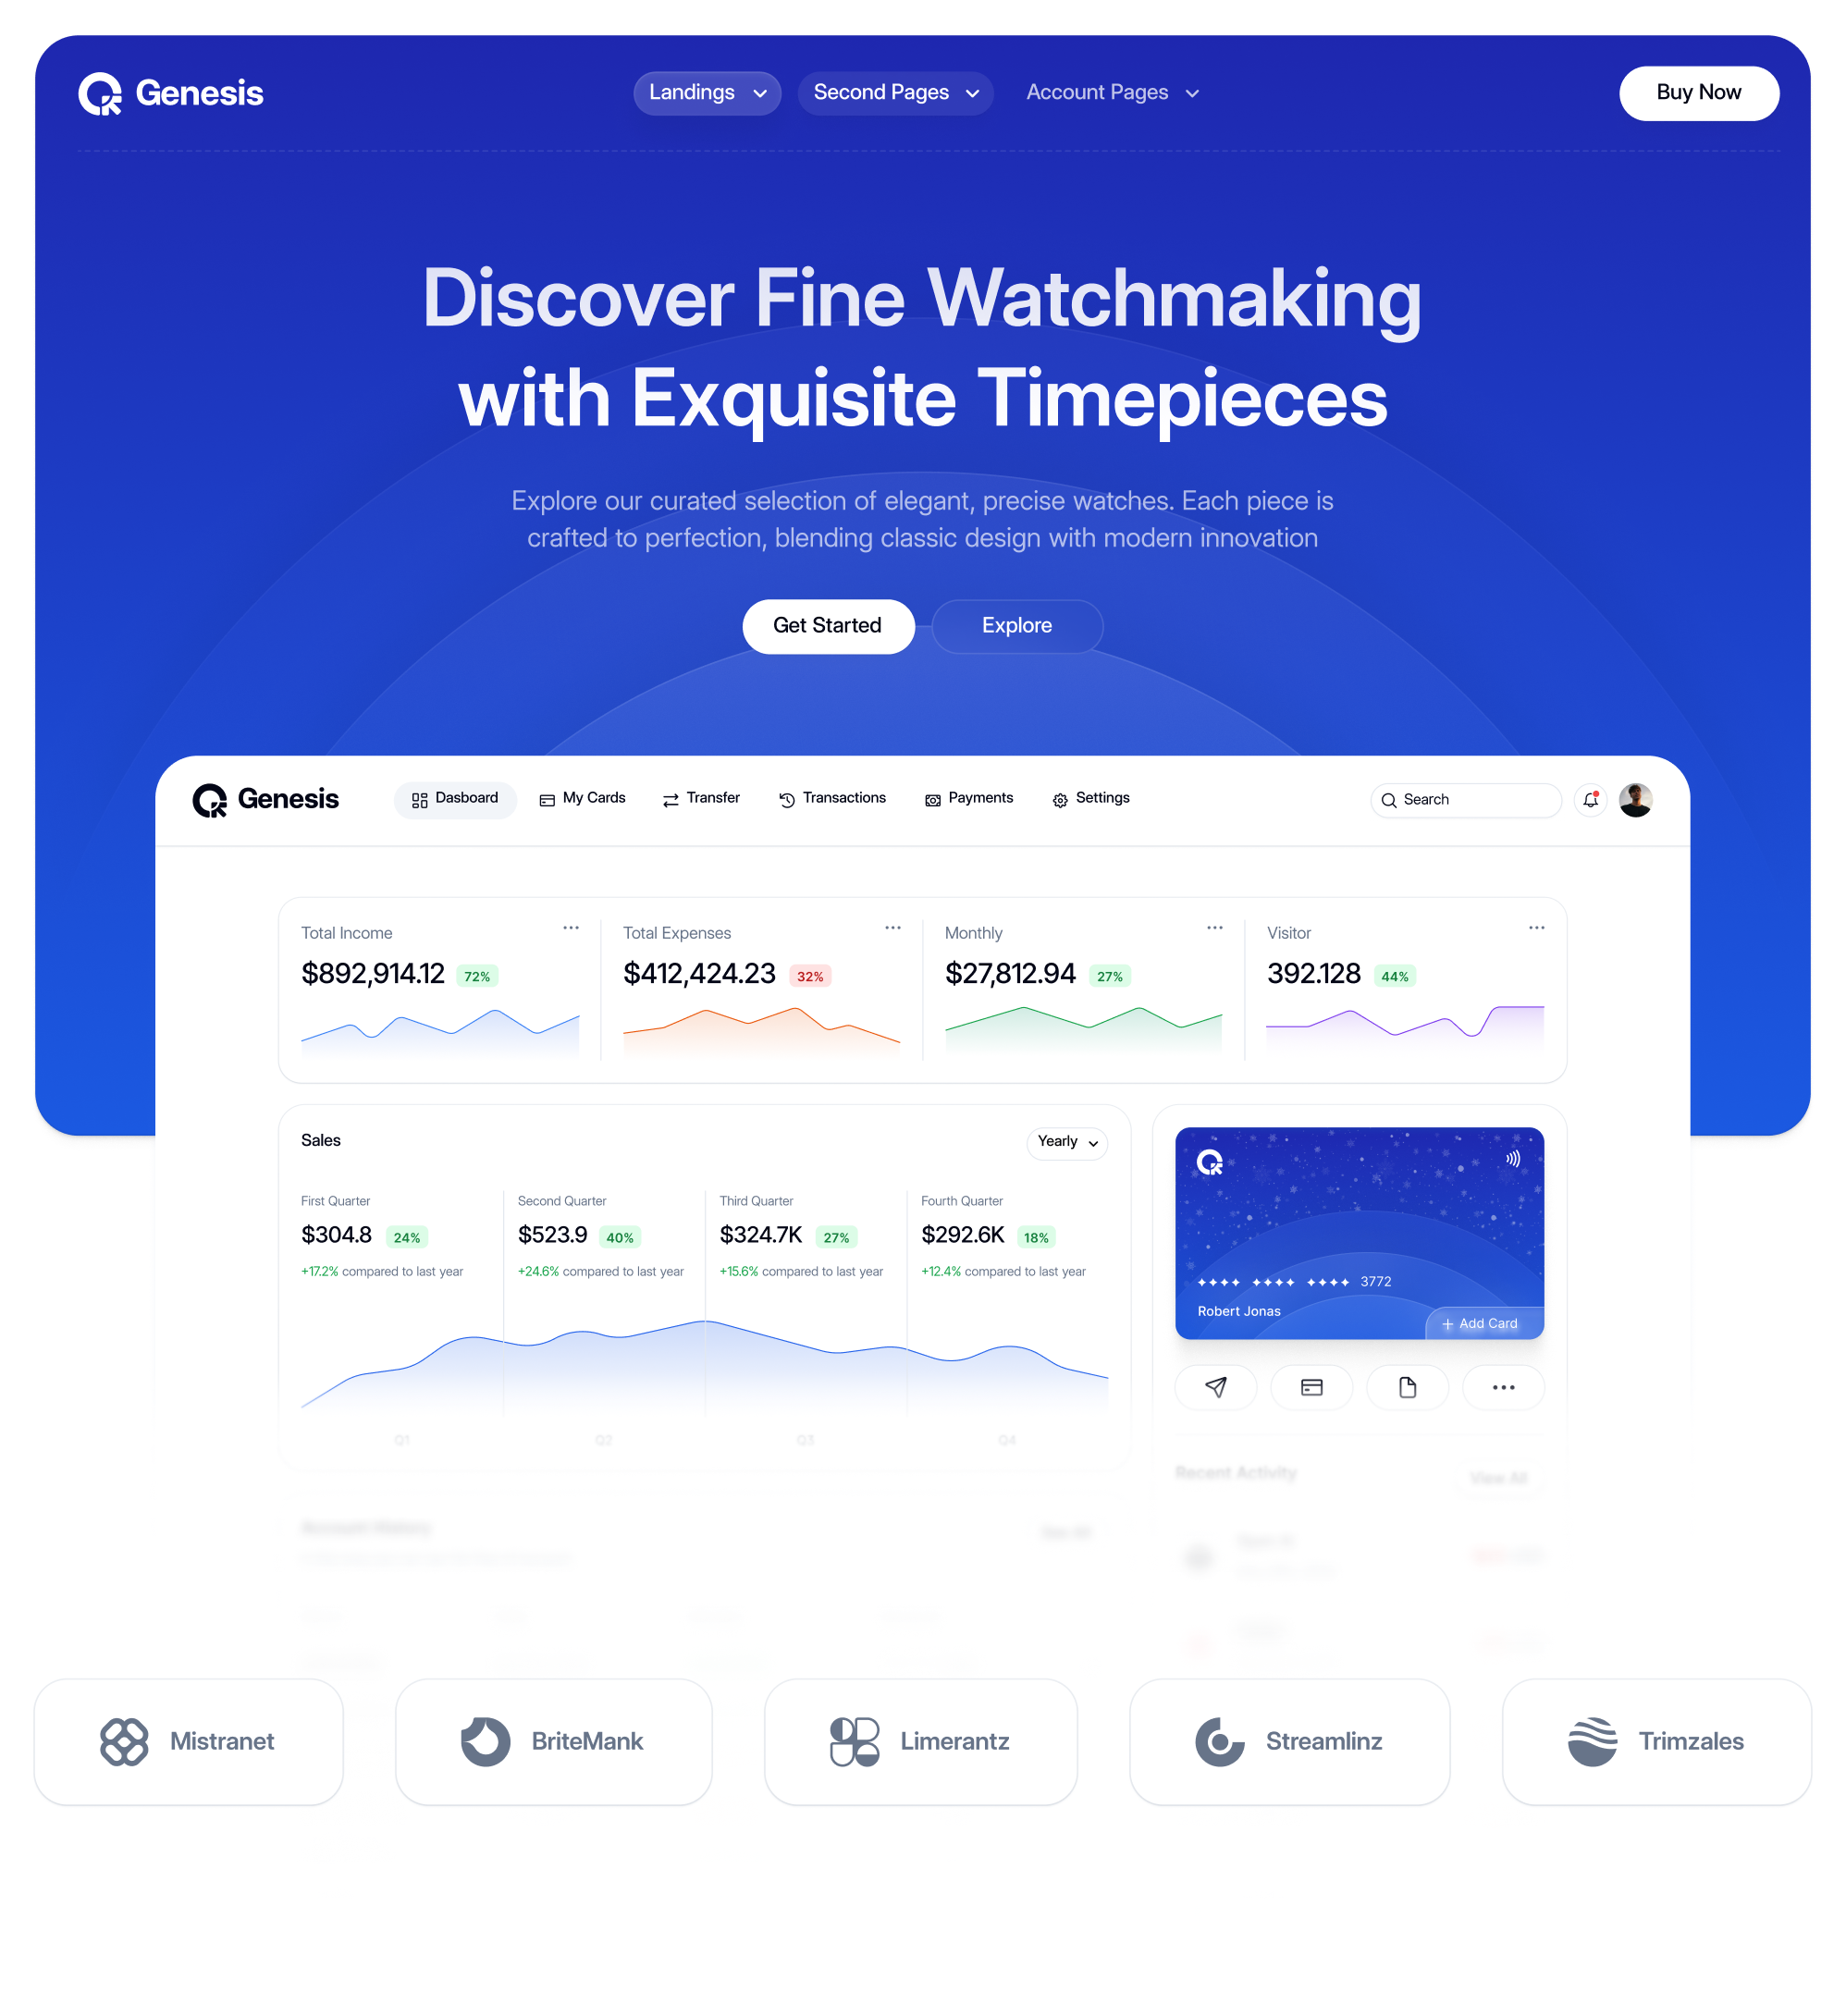 Genesis
Landings
Second Pages
Account Pages
Buy Now
Discover Fine Watchmaking
with Exquisite Timepieces
Explore our curated selection of elegant, precise watches. Each piece is
crafted to perfection, blending classic design with modern innovation
Get Started
Explore
Genesis
Dasboard
My Cards
Transfer
Transactions
Payments
Settings
Search
Total Income
$892,914.12 72%
Total Expenses
$412,424.23 32%
Monthly
$27,812.94 27%
Visitor
392.128 44%
Sales
Yearly
First Quarter
$304.8 24%
+17.2% compared to last year
Second Quarter
$523.9 40%
+24.6% compared to last year
Third Quarter
$324.7K 27%
+15.6% compared to last year
Fourth Quarter
$292.6K 18%
+12.4% compared to last year
Q1
Q2
Q3
Q4
3772
Robert Jonas
Add Card
Recent Activity
View All
Account History
See All
Mistranet
BriteMank
Limerantz
Streamlinz
Trimzales